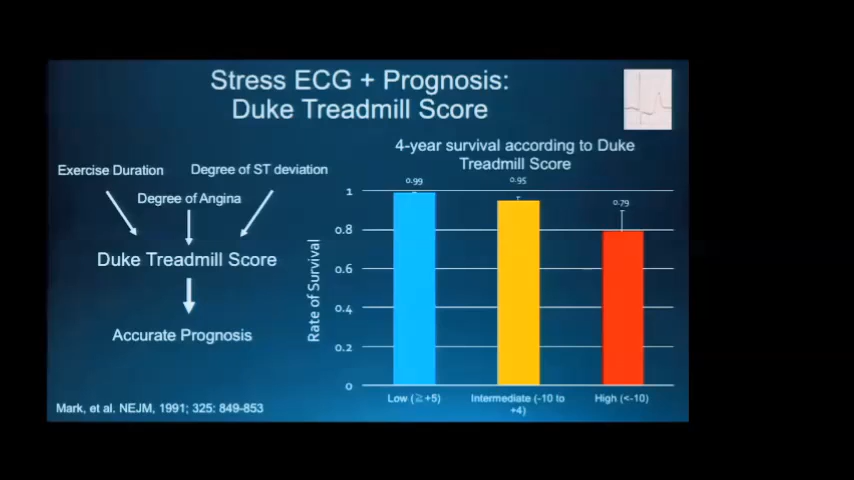 Stress ECG + Prognosis:
Duke Treadmill Score
Exercise Duration
Degree of ST deviation
Degree of Angina
Duke Treadmill Score
Accurate Prognosis
Mark, et al. NEJM, 1991; 325: 849-853
4-year survival according to Duke
Treadmill Score
Rate of Survival
1
0.8
0.6
0.4
0.2
0
0.99
0.95
0.79
Low (≧+5)
Intermediate (-10 to
+4)
High (<-10)